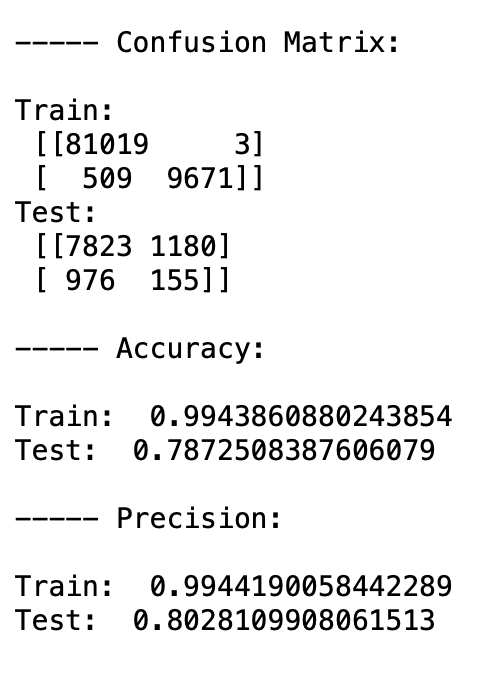 ----- Confusion Matrix:
Train:
[[81019     3]
[  509  9671]]
Test:
[[7823 1180]
[ 976  155]]
----- Accuracy:
Train:  0.9943860880243854
Test:  0.7872508387606079
----- Precision:
Train:  0.9944190058442289
Test:  0.8028109908061513